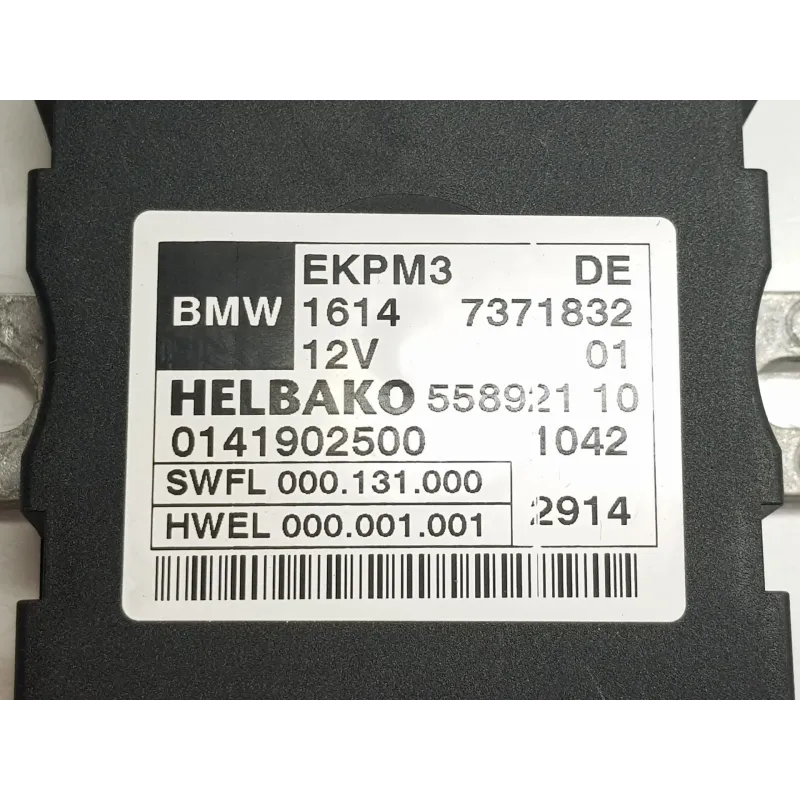 EKPM3 DE
BMW 1614 7371832
12V 01
HELBAKO 558921 10
0141902500 1042
SWFL 000.131.000
HWEL 000.001.001 2914